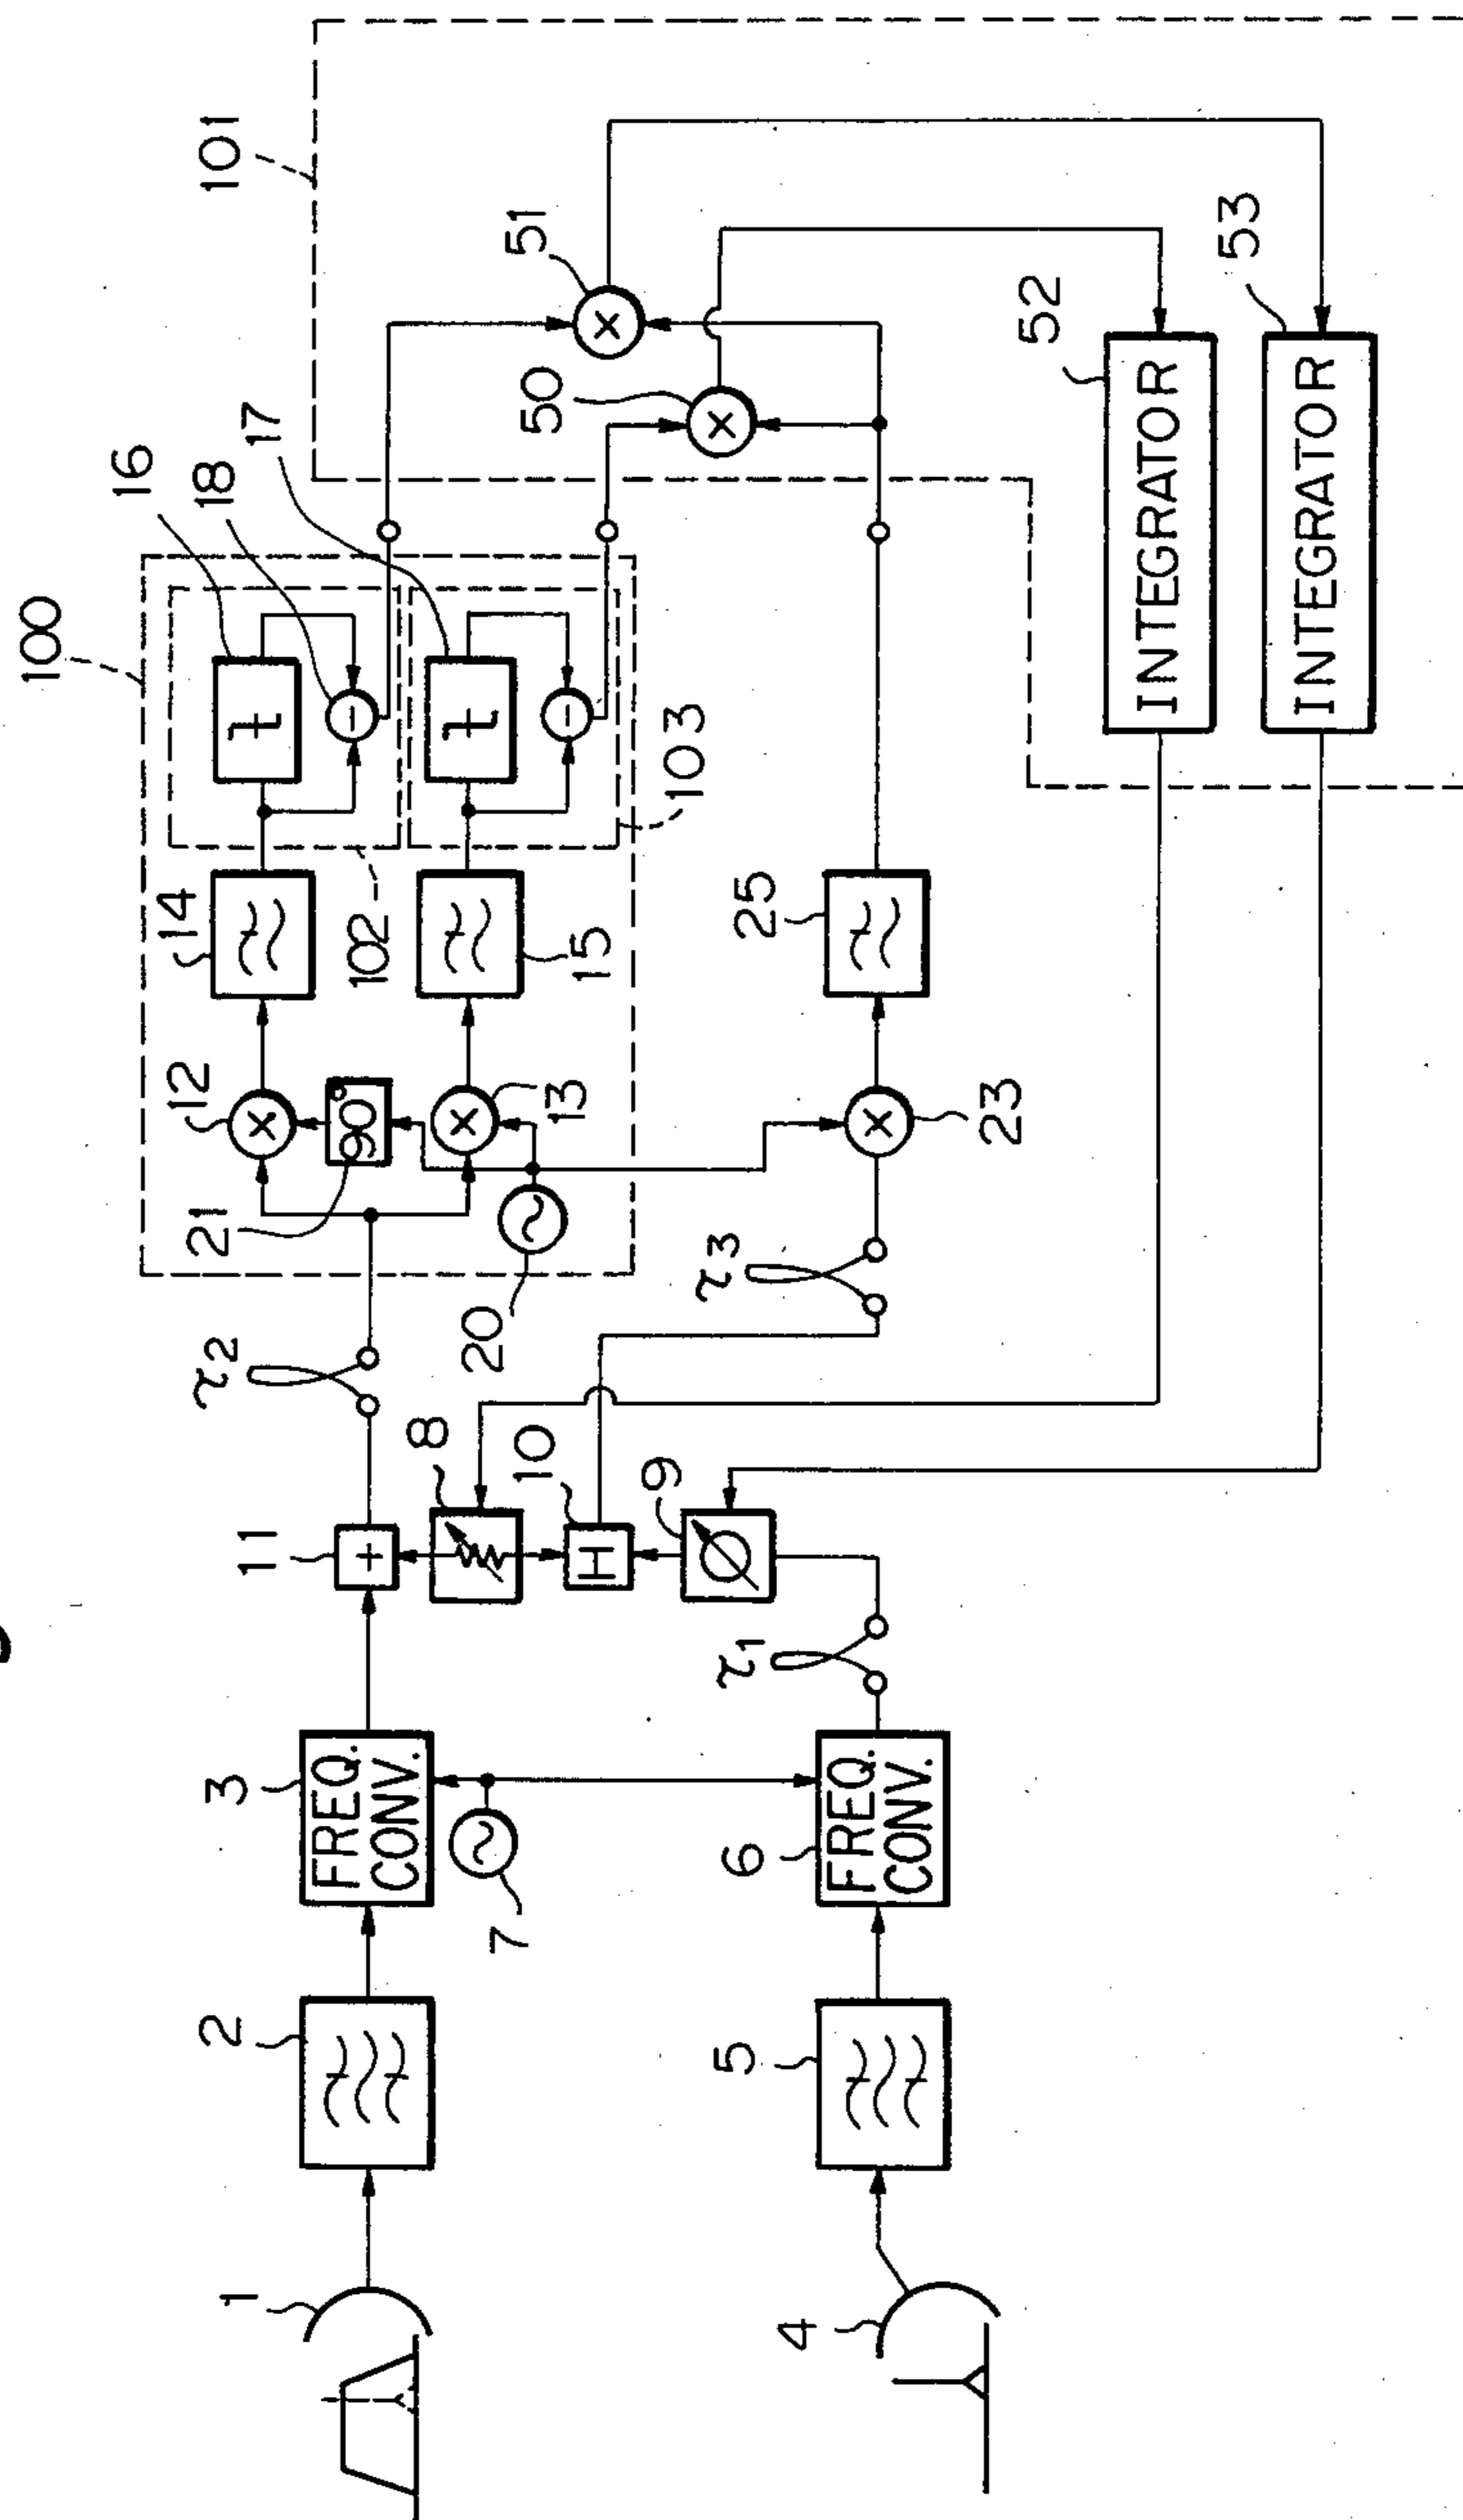 1
2
3
FREQ.
CONV.
7
4
5
6
FREQ.
CONV.
τ1
11
8
10
9
τ2
τ3
100
20
21
12
90°
13
14
15
102
103
16
18
17
t
t
–
–
+
H
∅
23
25
101
50
51
52
INTEGRATOR
53
INTEGRATOR